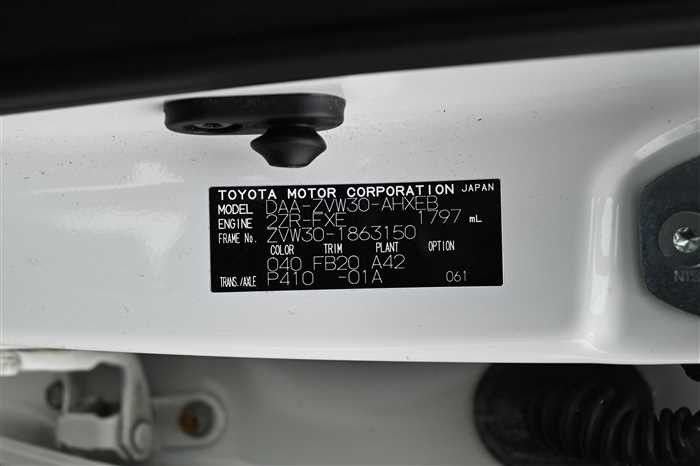 TOYOTA MOTOR CORPORATION JAPAN
MODEL DAA-ZVW30-AHXEB
ENGINE 2ZR-FXE 1797 mL
FRAME No. ZVW30-1863150
COLOR TRIM PLANT OPTION
040 FB20 A42
TRANS./AXLE P410 -01A 061